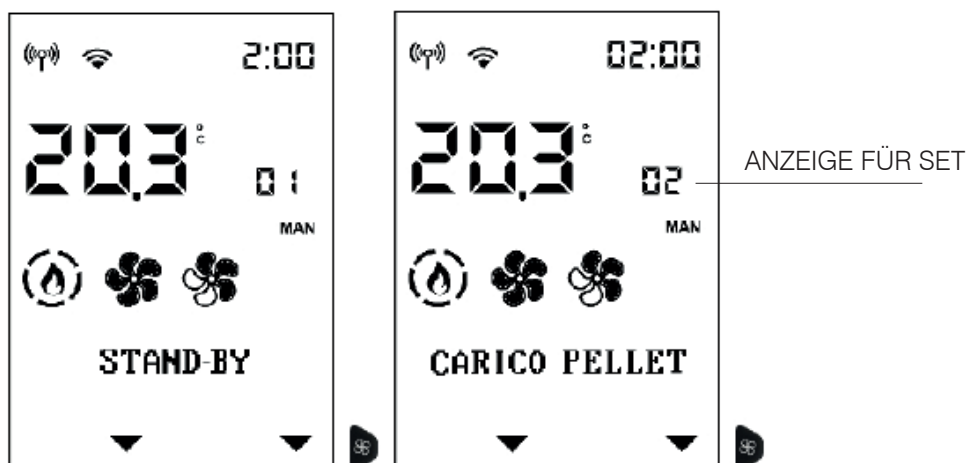 2:00
20.3 °C
01
MAN
STAND-BY
02:00
20.3 °C
02
ANZEIGE FÜR SET
MAN
CARICO PELLET